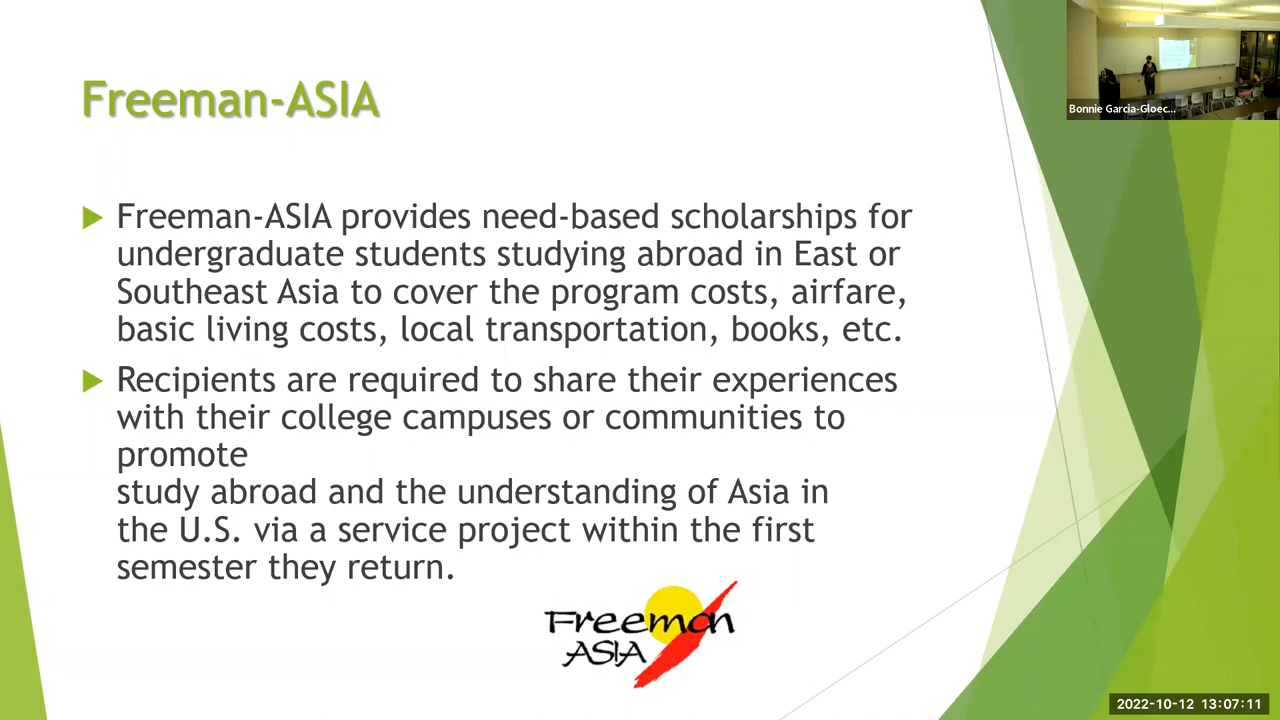 Freeman-ASIA
Bonnie Garcia-Gloec...
Freeman-ASIA provides need-based scholarships for
undergraduate students studying abroad in East or
Southeast Asia to cover the program costs, airfare,
basic living costs, local transportation, books, etc.
Recipients are required to share their experiences
with their college campuses or communities to
promote
study abroad and the understanding of Asia in
the U.S. via a service project within the first
semester they return.
Freeman
ASIA
2022-10-12 13:07:11